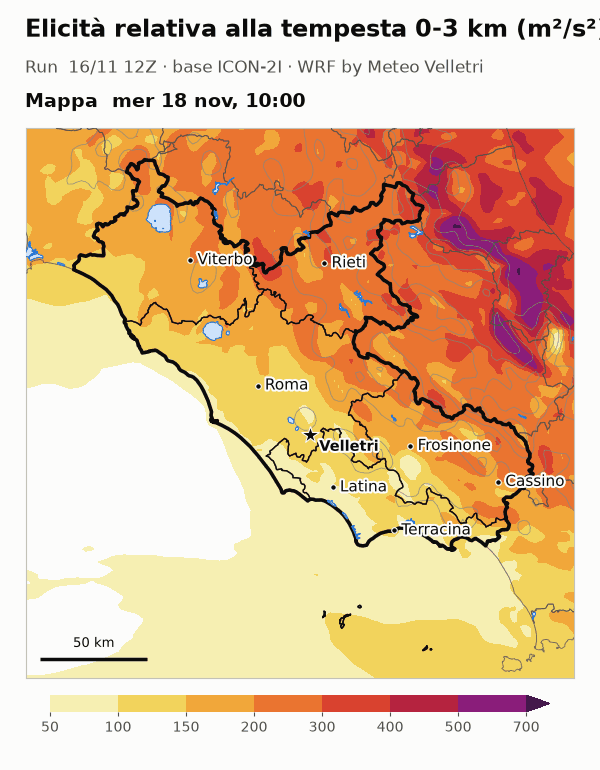 Elicità relativa alla tempesta 0-3 km (m²/s²)
Run  16/11 12Z · base ICON-2I · WRF by Meteo Velletri
Mappa  mer 18 nov, 10:00
Viterbo
Rieti
Roma
Velletri
Frosinone
Latina
Cassino
Terracina
50 km
50 100 150 200 300 400 500 700